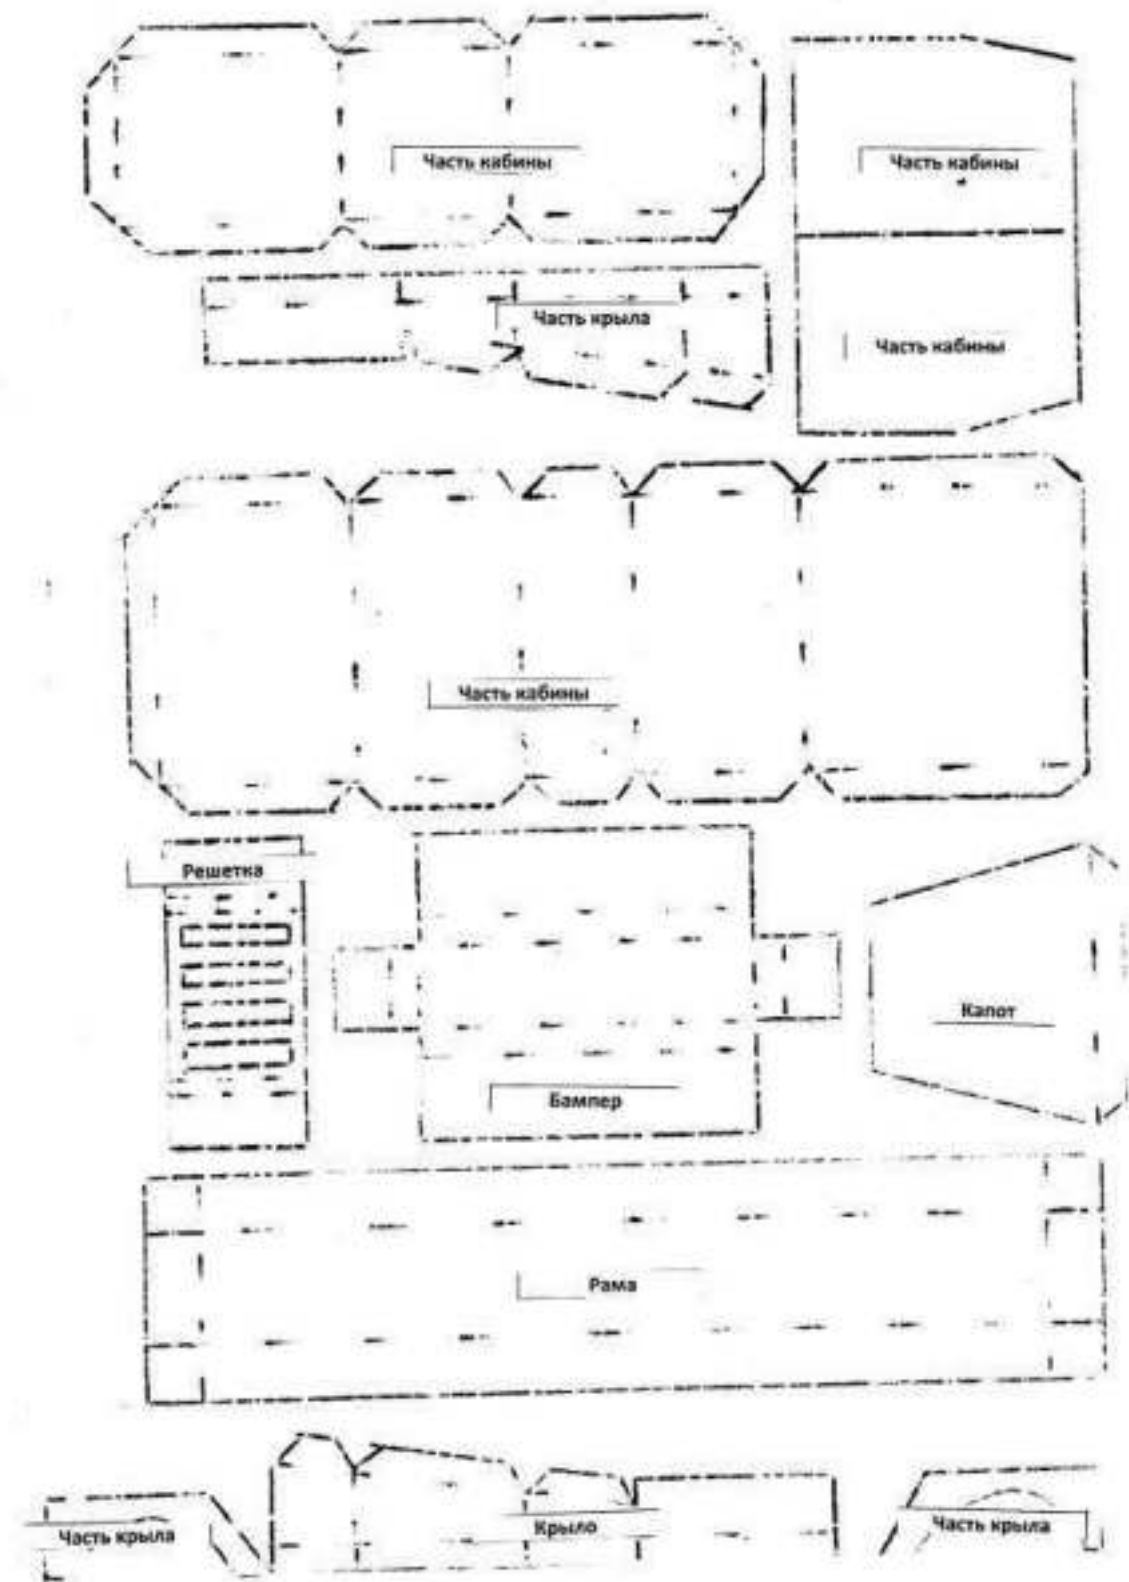 Часть кабины
Часть кабины
Часть крыла
Часть кабины
Часть кабины
Решетка
Капот
Бампер
Рама
Часть крыла
Крыло
Часть крыла